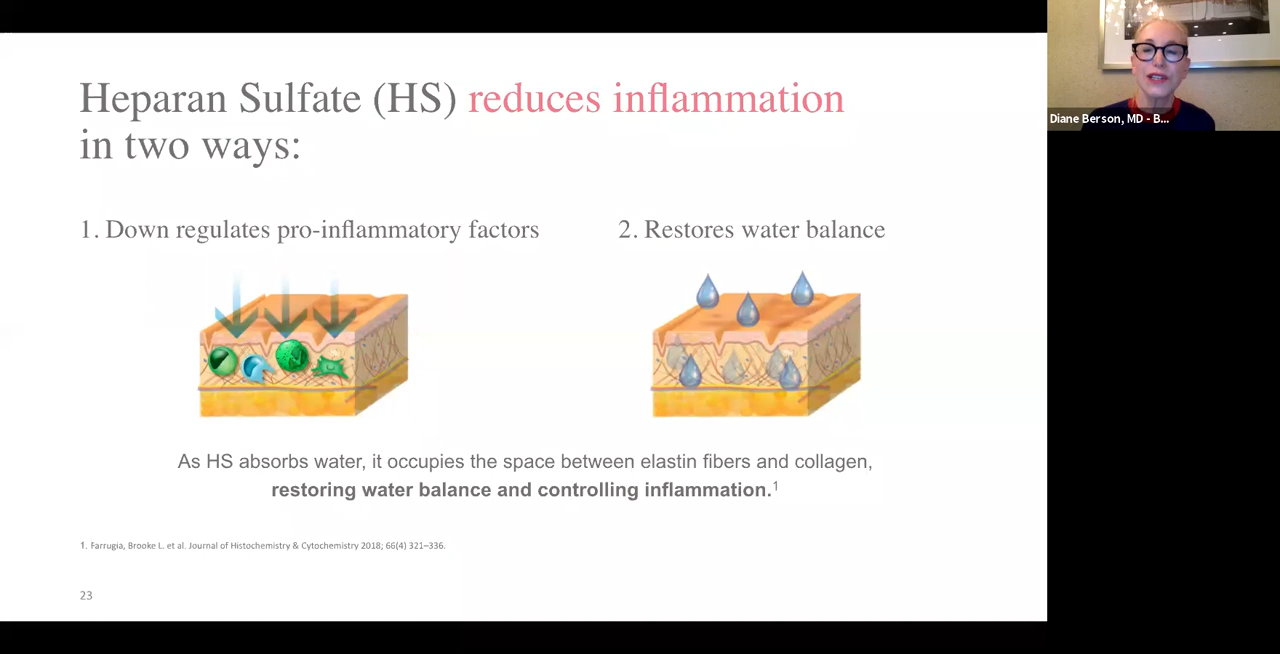 Heparan Sulfate (HS) reduces inflammation
in two ways:
1. Down regulates pro-inflammatory factors
2. Restores water balance
As HS absorbs water, it occupies the space between elastin fibers and collagen,
restoring water balance and controlling inflammation.1
1. Farrugia, Brooke L. et al. Journal of Histochemistry & Cytochemistry 2018; 66(4) 321–336.
23
Diane Berson, MD - B...